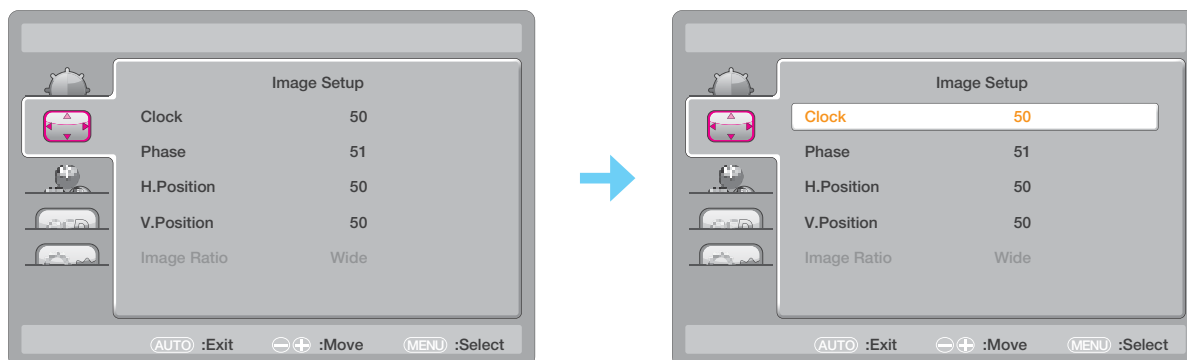 Image Setup
Clock 50
Phase 51
H.Position 50
V.Position 50
Image Ratio Wide
AUTO :Exit :Move MENU :Select
Image Setup
Clock 50
Phase 51
H.Position 50
V.Position 50
Image Ratio Wide
AUTO :Exit :Move MENU :Select